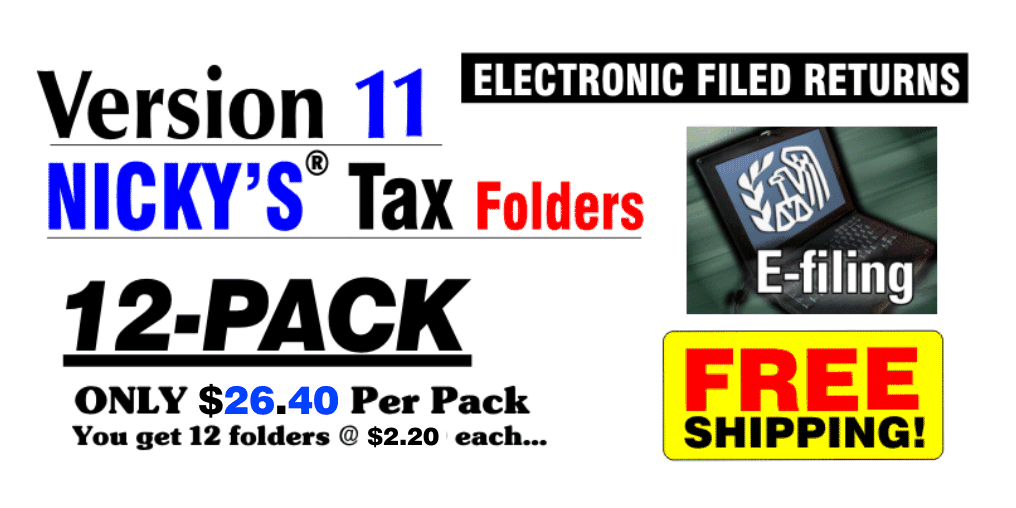 Version 11
ELECTRONIC FILED RETURNS
NICKY'S® Tax Folders
E-filing
12-PACK
ONLY $26.40 Per Pack
You get 12 folders @ $2.20 each...
FREE
SHIPPING!